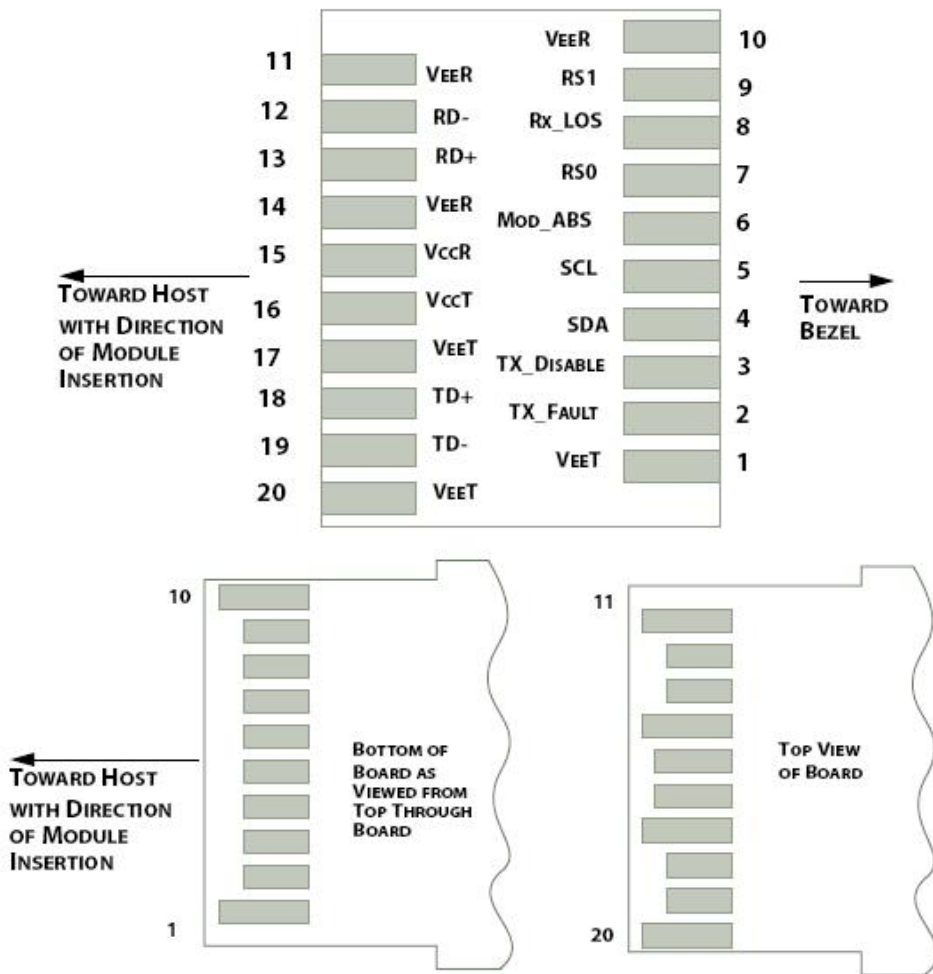 11
12
13
14
15
16
17
18
19
20
VEER
RD-
RD+
VEER
VCCR
VCCT
VEET
TD+
TD-
VEET
VEER
RS1
RX_LOS
RS0
MOD_ABS
SCL
SDA
TX_DISABLE
TX_FAULT
VEET
10
9
8
7
6
5
4
3
2
1
TOWARD HOST
WITH DIRECTION
OF MODULE
INSERTION
TOWARD
BEZEL
10
1
BOTTOM OF
BOARD AS
VIEWED FROM
TOP THROUGH
BOARD
TOWARD HOST
WITH DIRECTION
OF MODULE
INSERTION
11
20
TOP VIEW
OF BOARD